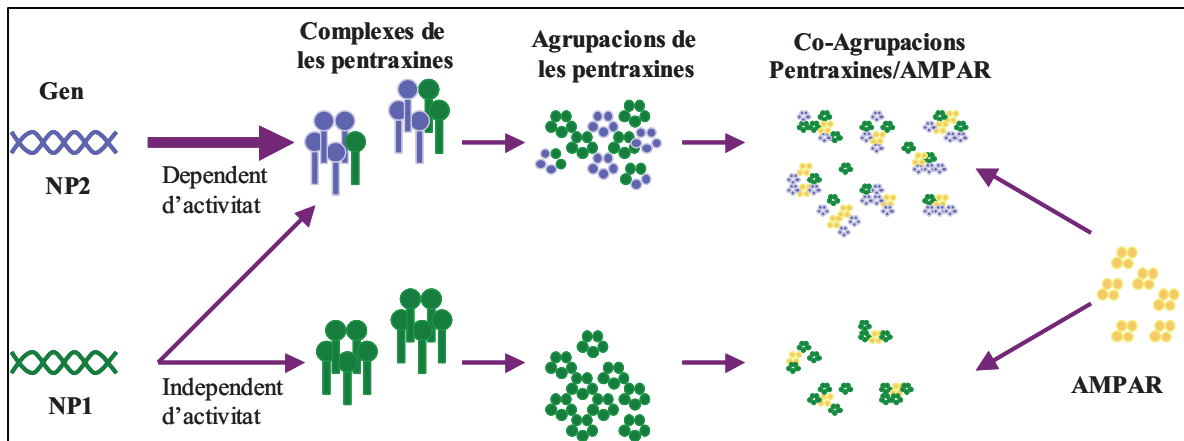 Complexes de
les pentraxines
Agrupacions de
les pentraxines
Co-Agrupacions
Pentraxines/AMPAR
Gen
NP2
Dependent
d’activitat
NP1
Independent
d’activitat
AMPAR